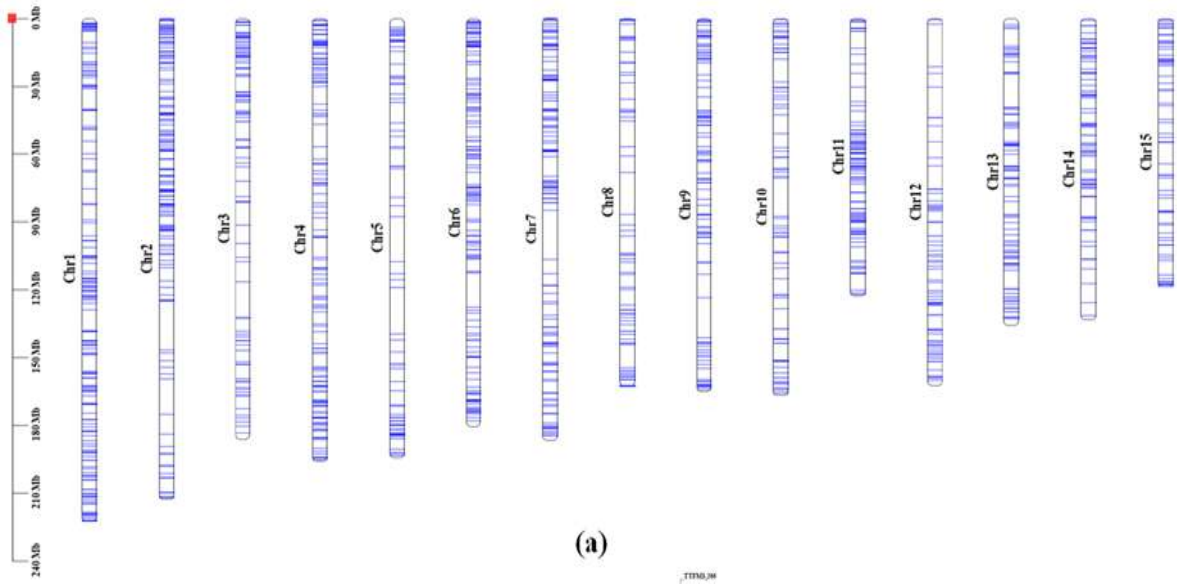 0 Mb
30 Mb
60 Mb
90 Mb
120 Mb
150 Mb
180 Mb
210 Mb
240 Mb
Chr1
Chr2
Chr3
Chr4
Chr5
Chr6
Chr7
Chr8
Chr9
Chr10
Chr11
Chr12
Chr13
Chr14
Chr15
(a)